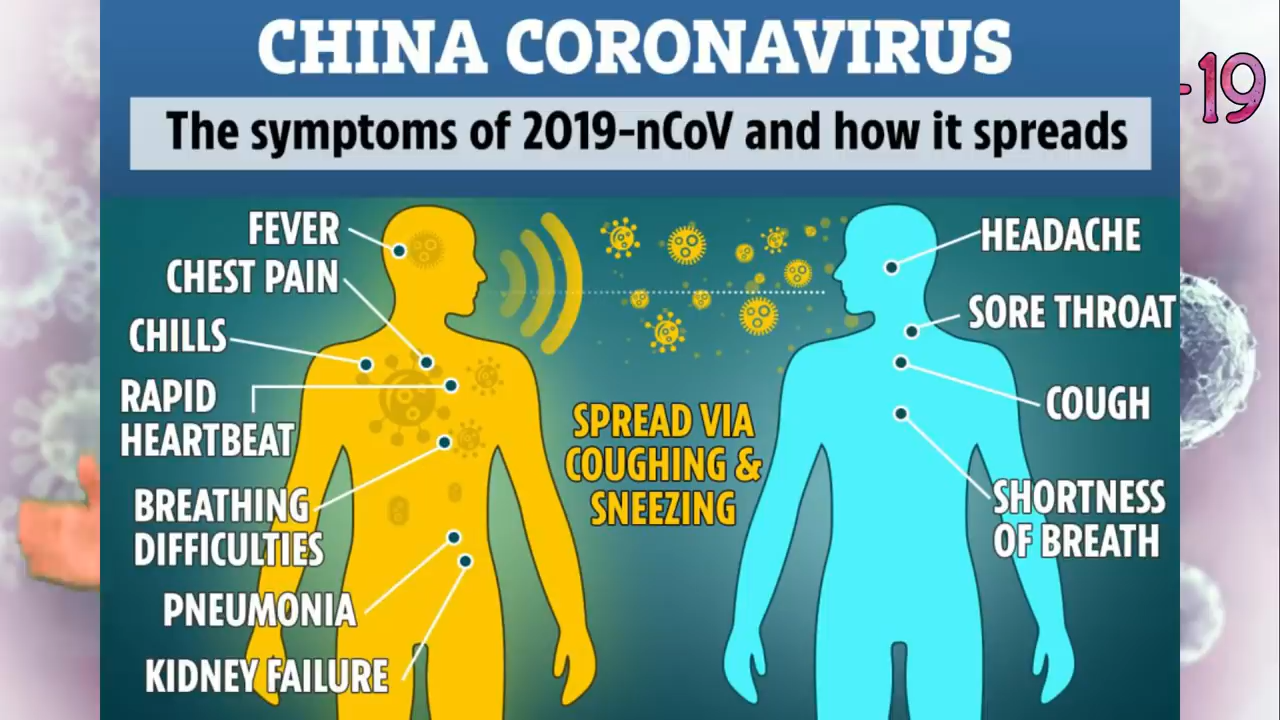 CHINA CORONAVIRUS
-19
The symptoms of 2019-nCoV and how it spreads
FEVER
CHEST PAIN
CHILLS
RAPID
HEARTBEAT
BREATHING
DIFFICULTIES
PNEUMONIA
KIDNEY FAILURE
SPREAD VIA
COUGHING &
SNEEZING
HEADACHE
SORE THROAT
COUGH
SHORTNESS
OF BREATH